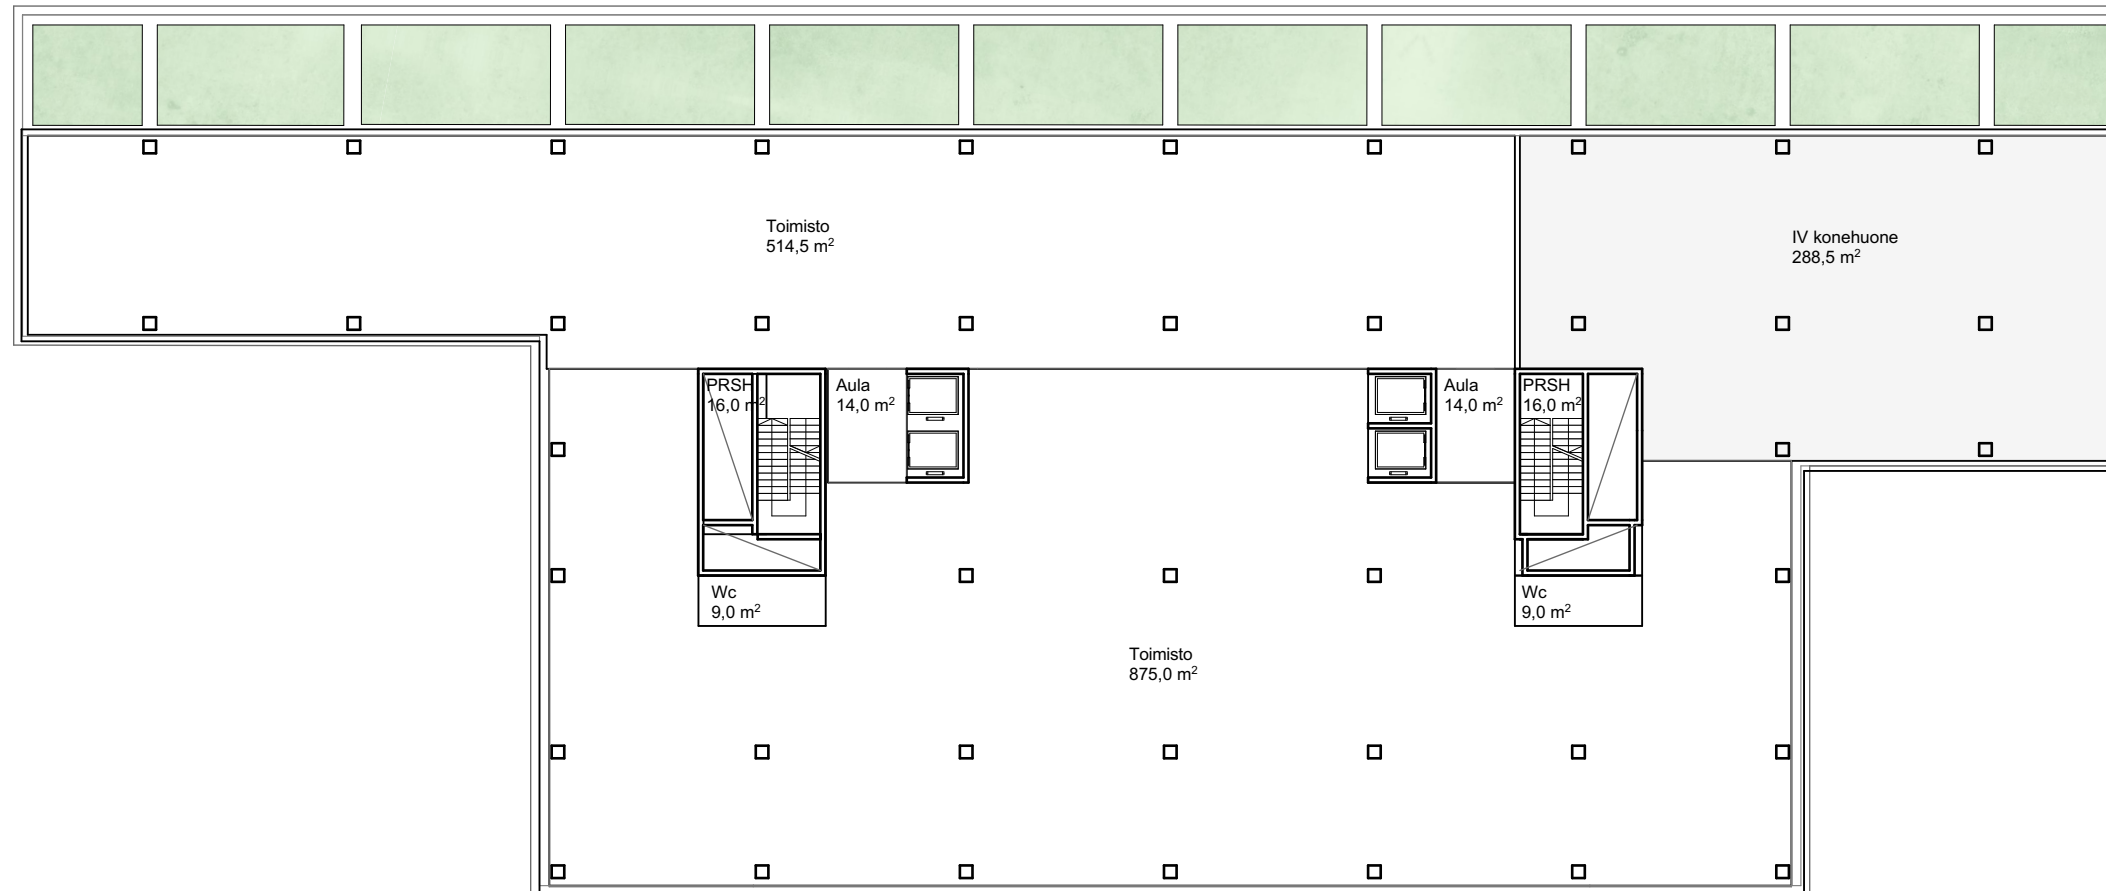 Toimisto
514,5 m²
IV konehuone
288,5 m²
PRSH
16,0 m²
Aula
14,0 m²
Aula
14,0 m²
PRSH
16,0 m²
Wc
9,0 m²
Wc
9,0 m²
Toimisto
875,0 m²